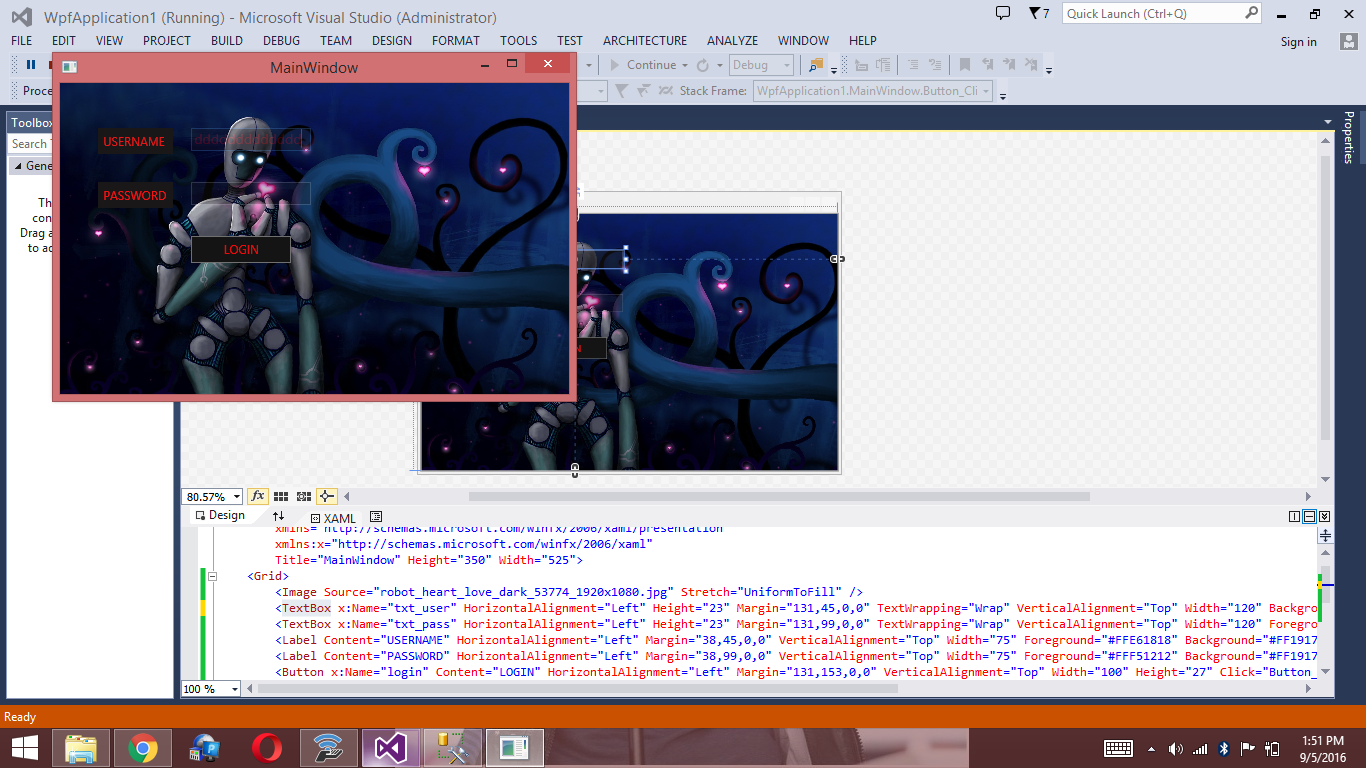 WpfApplication1 (Running) - Microsoft Visual Studio (Administrator)
7
Quick Launch (Ctrl+Q)
FILE EDIT VIEW PROJECT BUILD DEBUG TEAM DESIGN FORMAT TOOLS TEST ARCHITECTURE ANALYZE WINDOW HELP
Sign in
MainWindow
Continue
Debug
Proce
Stack Frame:
WpfApplication1.MainWindow.Button_Cli
Toolbox
Search
Gene
Th
con
Drag a
to ad
Properties
USERNAME
PASSWORD
LOGIN
N
80.57%
fx
Design
XAML
xmlns="http://schemas.microsoft.com/winfx/2006/xaml/presentation"
xmlns:x="http://schemas.microsoft.com/winfx/2006/xaml"
Title="MainWindow" Height="350" Width="525">
<Grid>
<Image Source="robot_heart_love_dark_53774_1920x1080.jpg" Stretch="UniformToFill" />
<TextBox x:Name="txt_user" HorizontalAlignment="Left" Height="23" Margin="131,45,0,0" TextWrapping="Wrap" VerticalAlignment="Top" Width="120" Backgro
<TextBox x:Name="txt_pass" HorizontalAlignment="Left" Height="23" Margin="131,99,0,0" TextWrapping="Wrap" VerticalAlignment="Top" Width="120" Foregro
<Label Content="USERNAME" HorizontalAlignment="Left" Margin="38,45,0,0" VerticalAlignment="Top" Width="75" Foreground="#FFE61818" Background="#FF1917
<Label Content="PASSWORD" HorizontalAlignment="Left" Margin="38,99,0,0" VerticalAlignment="Top" Width="75" Foreground="#FFF51212" Background="#FF1917
<Button x:Name="login" Content="LOGIN" HorizontalAlignment="Left" Margin="131,153,0,0" VerticalAlignment="Top" Width="100" Height="27" Click="Button_
100 %
Ready
1:51 PM
9/5/2016